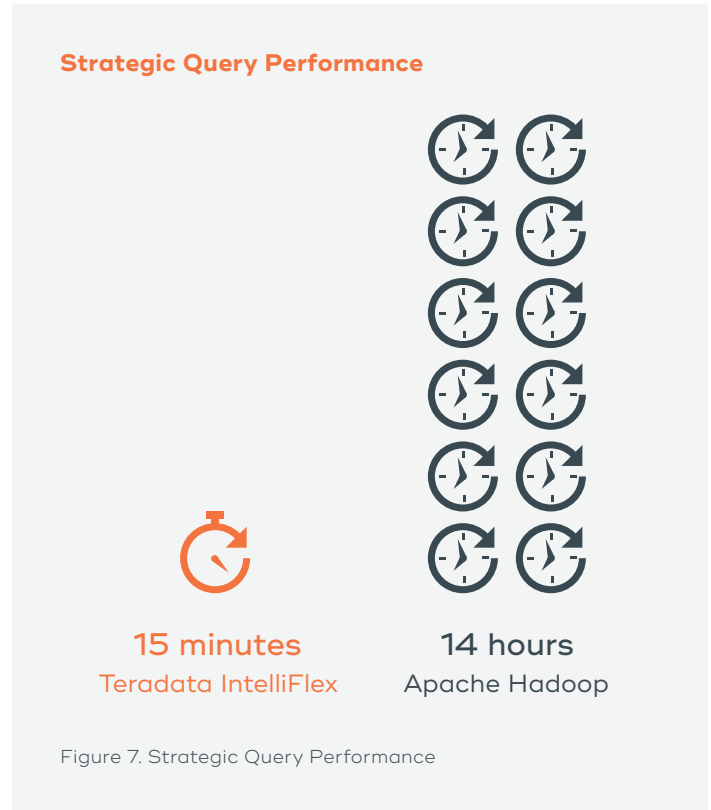 Strategic Query Performance
15 minutes
Teradata IntelliFlex
14 hours
Apache Hadoop
Figure 7. Strategic Query Performance